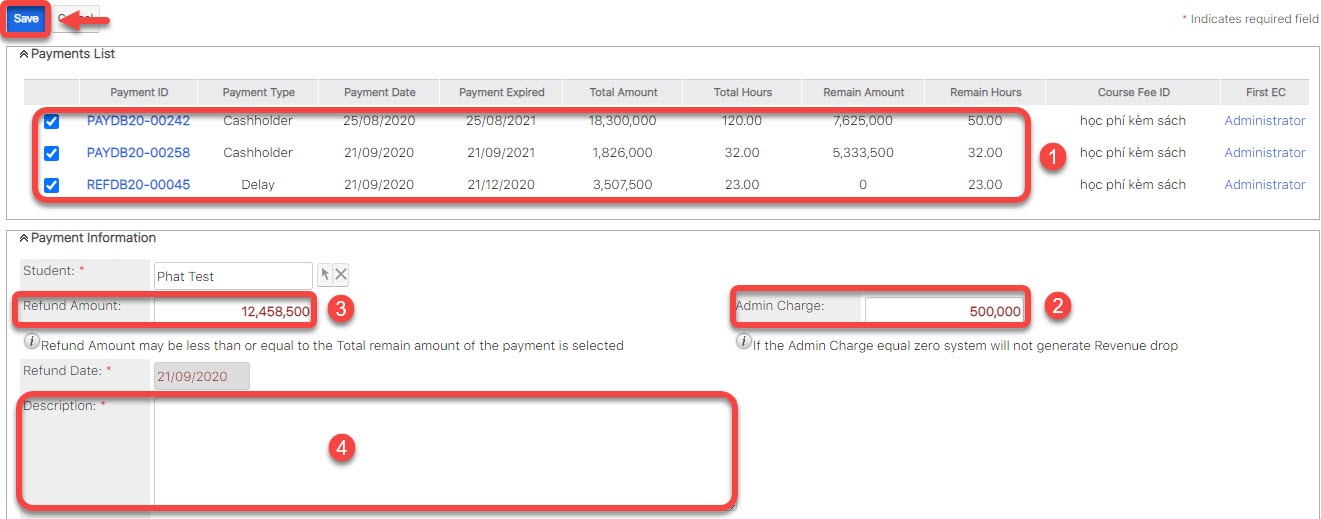 Save Cancel
* Indicates required field
Payments List
Payment ID Payment Type Payment Date Payment Expired Total Amount Total Hours Remain Amount Remain Hours Course Fee ID First EC
PAYDB20-00242 Cashholder 25/08/2020 25/08/2021 18,300,000 120.00 7,625,000 50.00 học phí kèm sách Administrator
PAYDB20-00258 Cashholder 21/09/2020 21/09/2021 1,826,000 32.00 5,333,500 32.00 học phí kèm sách Administrator
REFDB20-00045 Delay 21/09/2020 21/12/2020 3,507,500 23.00 0 23.00 học phí kèm sách Administrator
1
Payment Information
Student: * Phat Test
Refund Amount: 12,458,500 3 Admin Charge: 500,000 2
Refund Amount may be less than or equal to the Total remain amount of the payment is selected
If the Admin Charge equal zero system will not generate Revenue drop
Refund Date: * 21/09/2020
Description: *
4